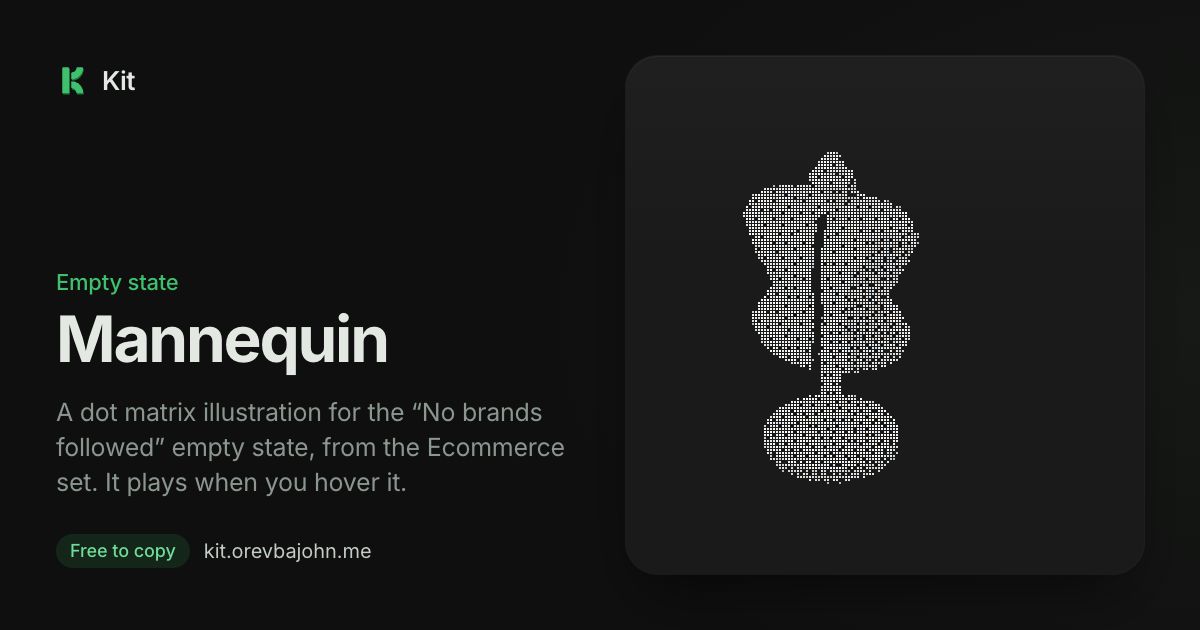 Kit
Empty state
Mannequin
A dot matrix illustration for the “No brands
followed” empty state, from the Ecommerce
set. It plays when you hover it.
Free to copy
kit.orevbajohn.me